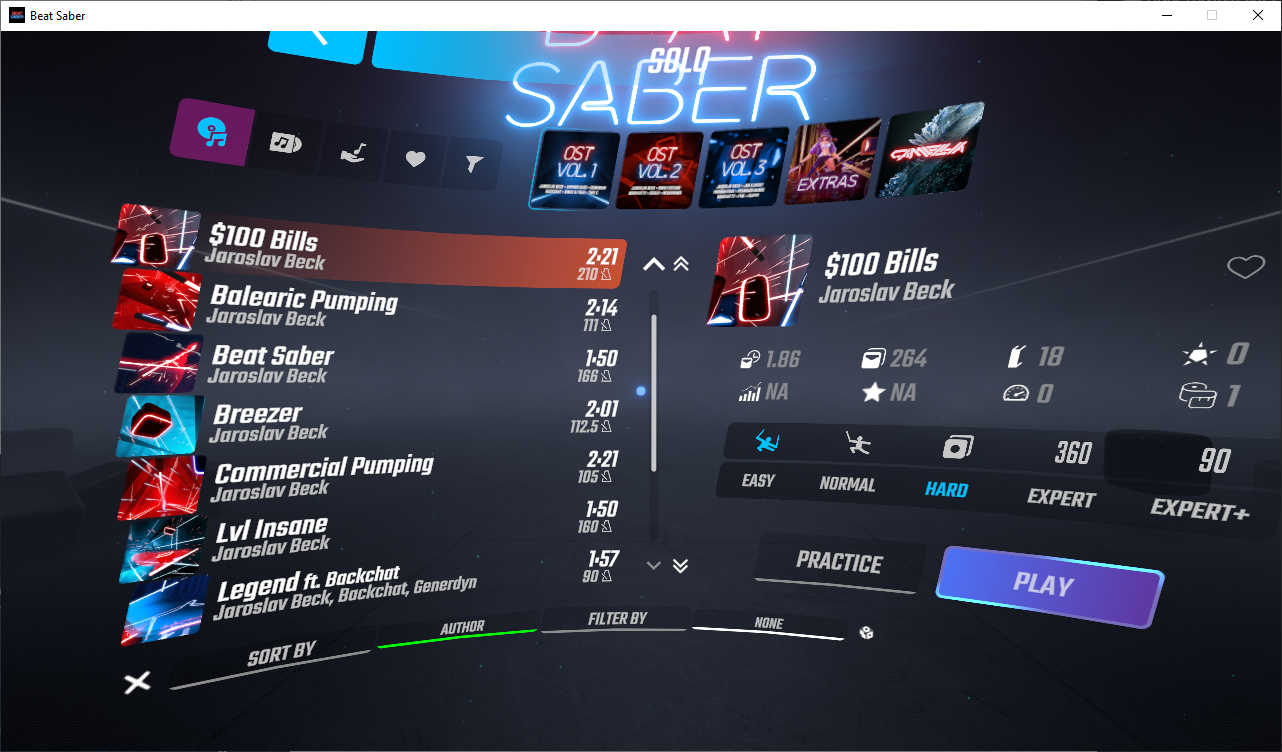 Beat Saber
BEAT
SABER
SOLO
OST
VOL.1
OST
VOL.2
OST
VOL.3
EXTRAS
CAMELLIA
$100 Bills
Jaroslav Beck
2:21
210
Balearic Pumping
Jaroslav Beck
2:14
111
Beat Saber
Jaroslav Beck
1:50
166
Breezer
Jaroslav Beck
2:01
112.5
Commercial Pumping
Jaroslav Beck
2:21
105
Lvl Insane
Jaroslav Beck
1:50
160
Legend ft. Backchat
Jaroslav Beck, Backchat, Generdyn
1:57
90
SORT BY
AUTHOR
FILTER BY
NONE
$100 Bills
Jaroslav Beck
1.86
264
18
0
NA
NA
0
1
360
90
EASY
NORMAL
HARD
EXPERT
EXPERT+
PRACTICE
PLAY